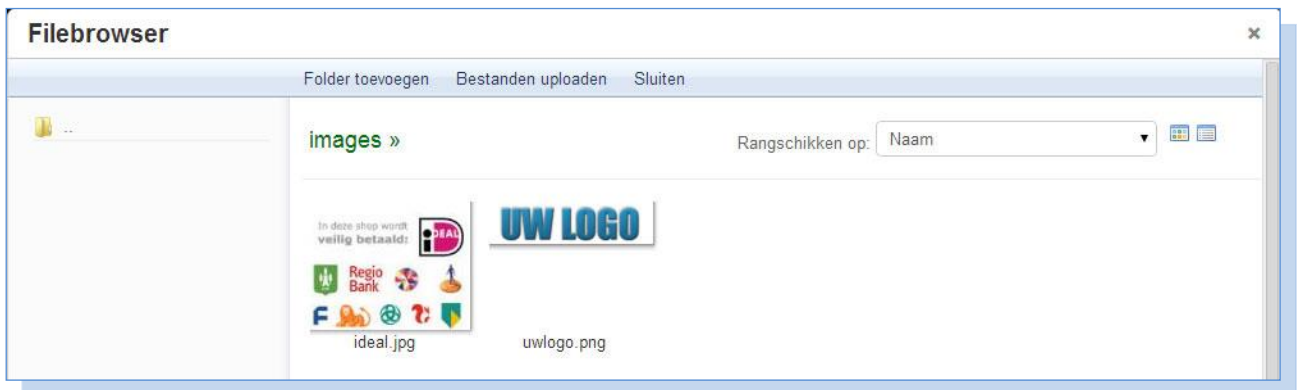 Filebrowser
×
Folder toevoegen Bestanden uploaden Sluiten
..
images »
Rangschikken op: Naam
In deze shop wordt
veilig betaald:
iDEAL
Regio
Bank
F
UW LOGO
ideal.jpg
uwlogo.png